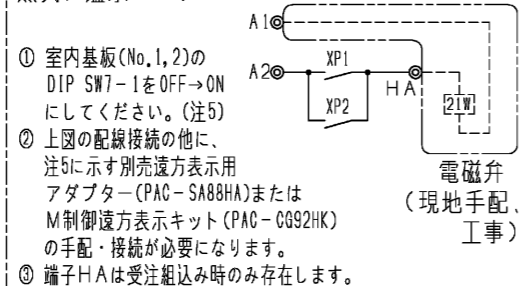 A1
① 室内基板(No.1,2)の
DIP SW7-1をOFF→ON
にしてください。(注5)
A2
XP1
XP2
HA
21W
② 上図の配線接続の他に、
注5に示す別売遠方表示用
アダプター(PAC-SA88HA)または
M制御遠方表示キット(PAC-CG92HK)
の手配・接続が必要になります。
電磁弁
(現地手配、
工事)
③ 端子HAは受注組込み時のみ存在します。